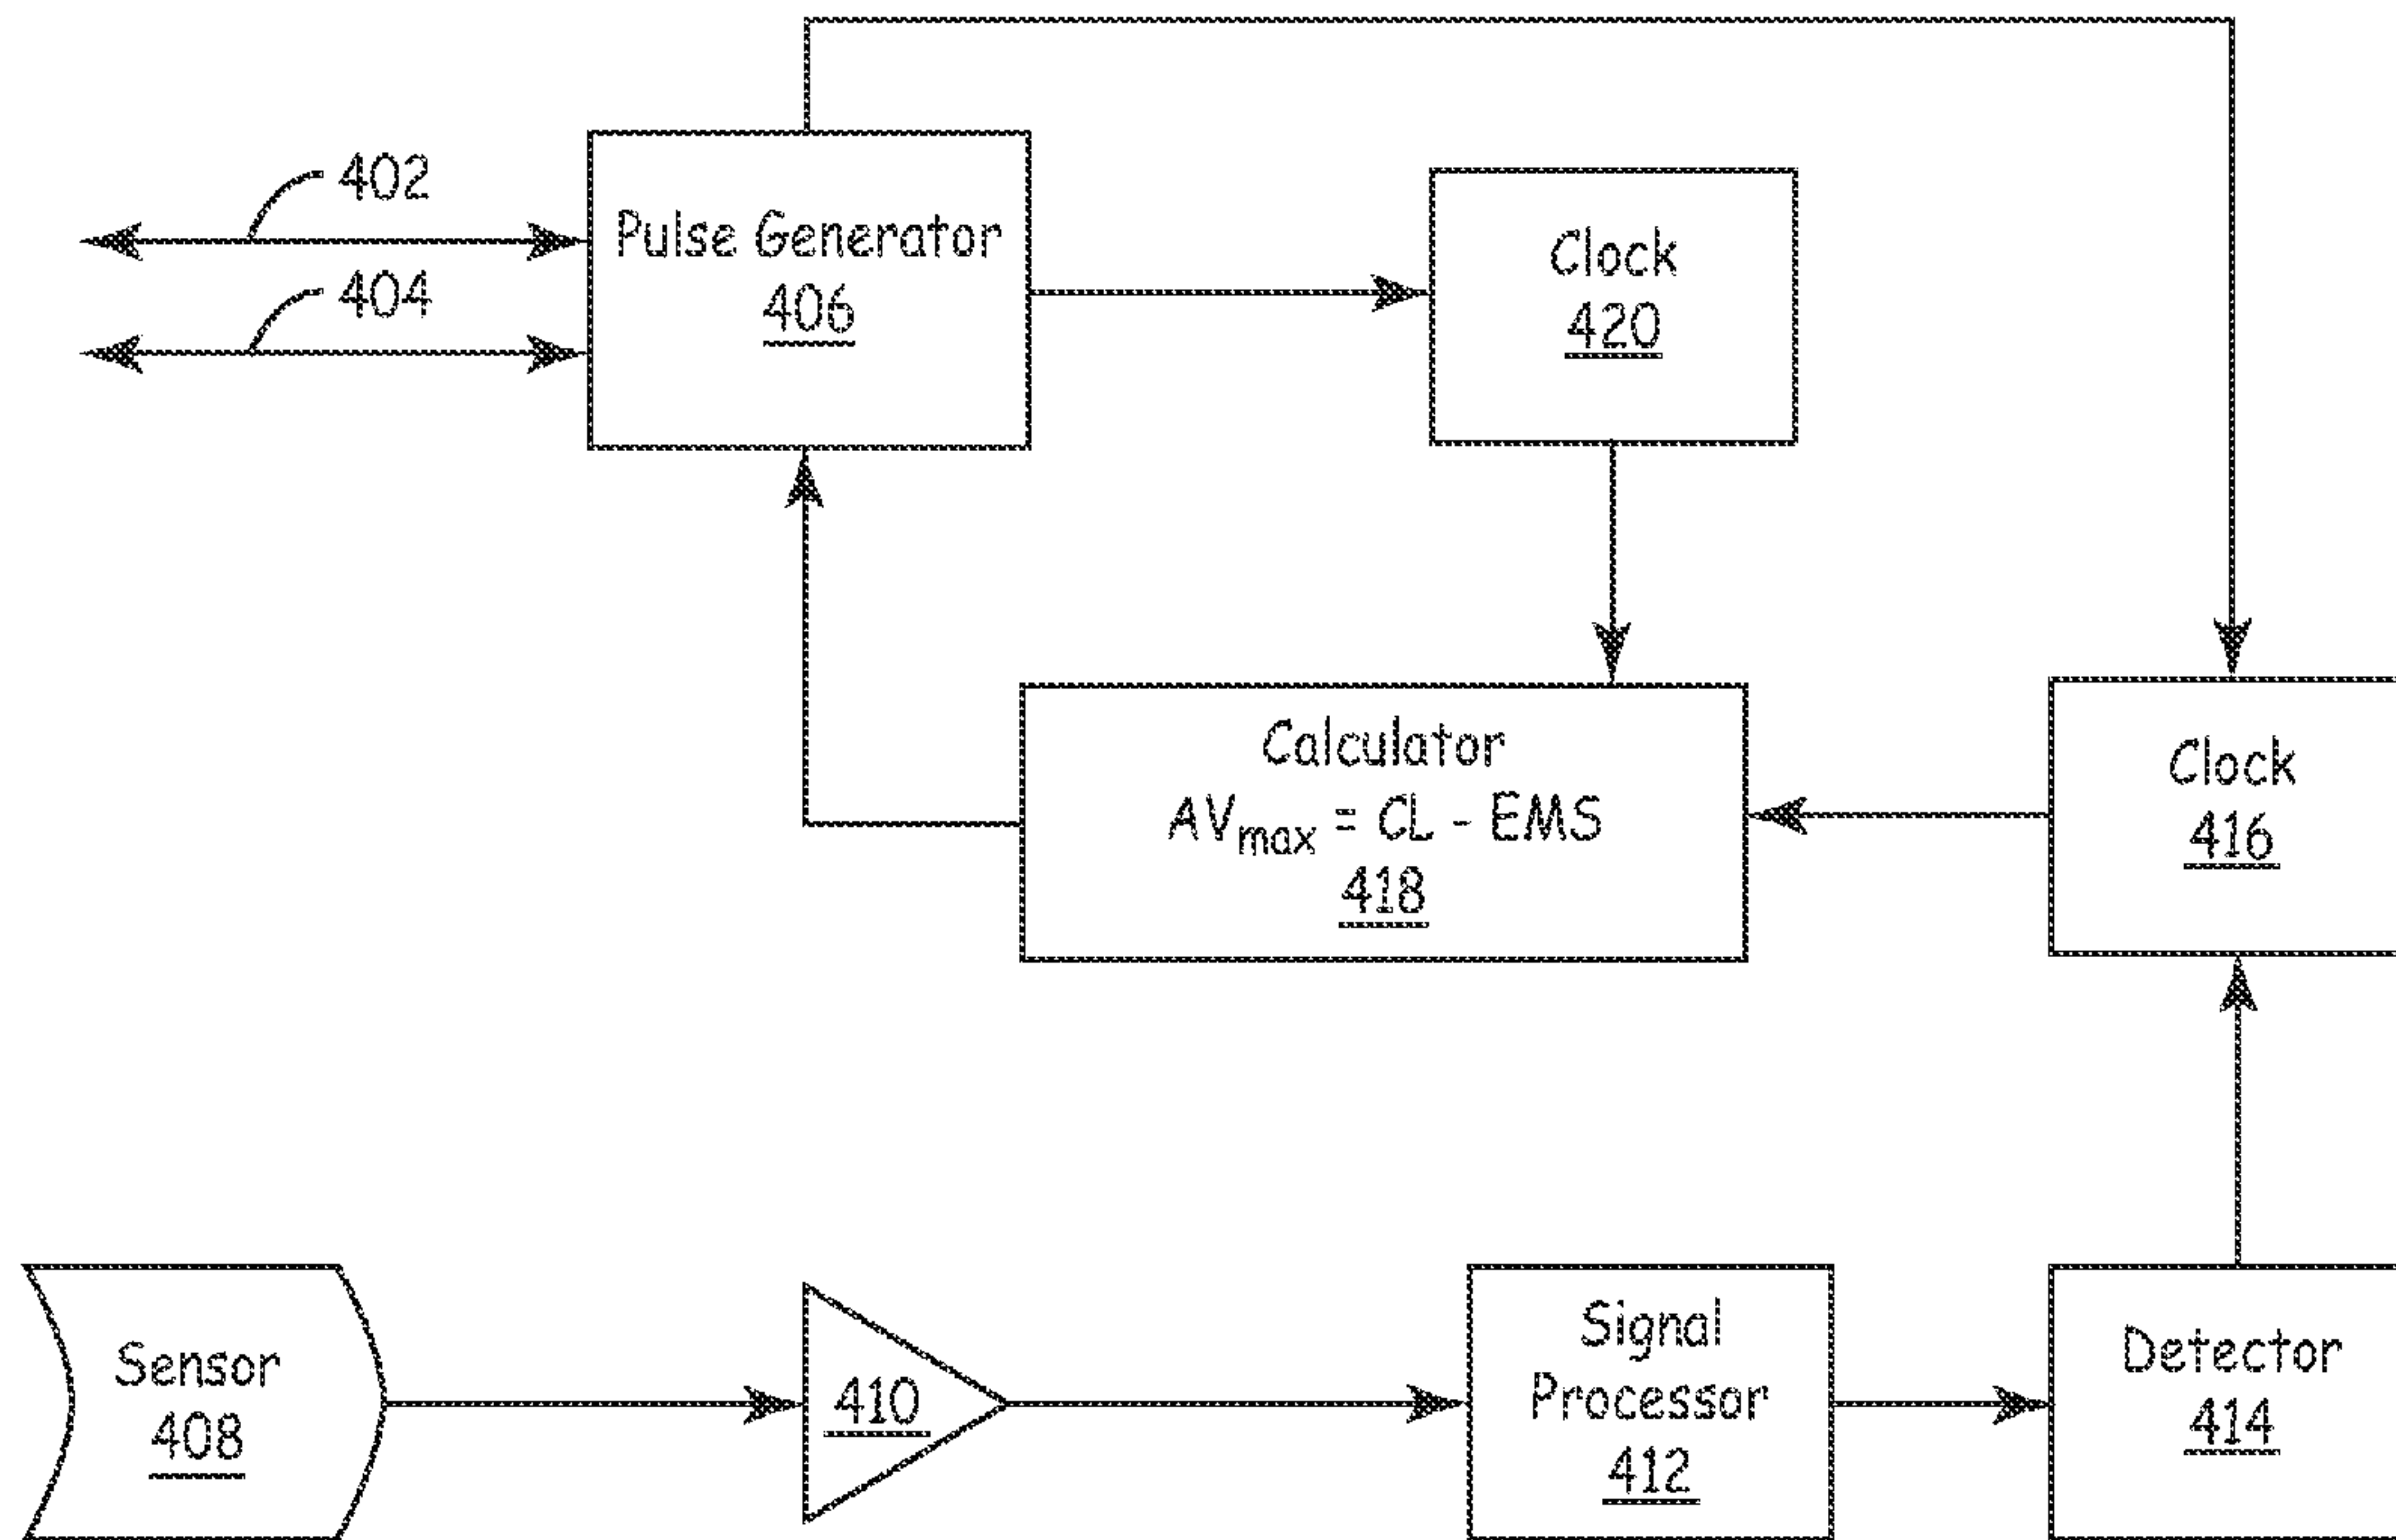 402
404
Pulse Generator
406
Clock
420
Calculator
AVmax = CL - EMS
418
Clock
416
Sensor
408
410
Signal
Processor
412
Detector
414